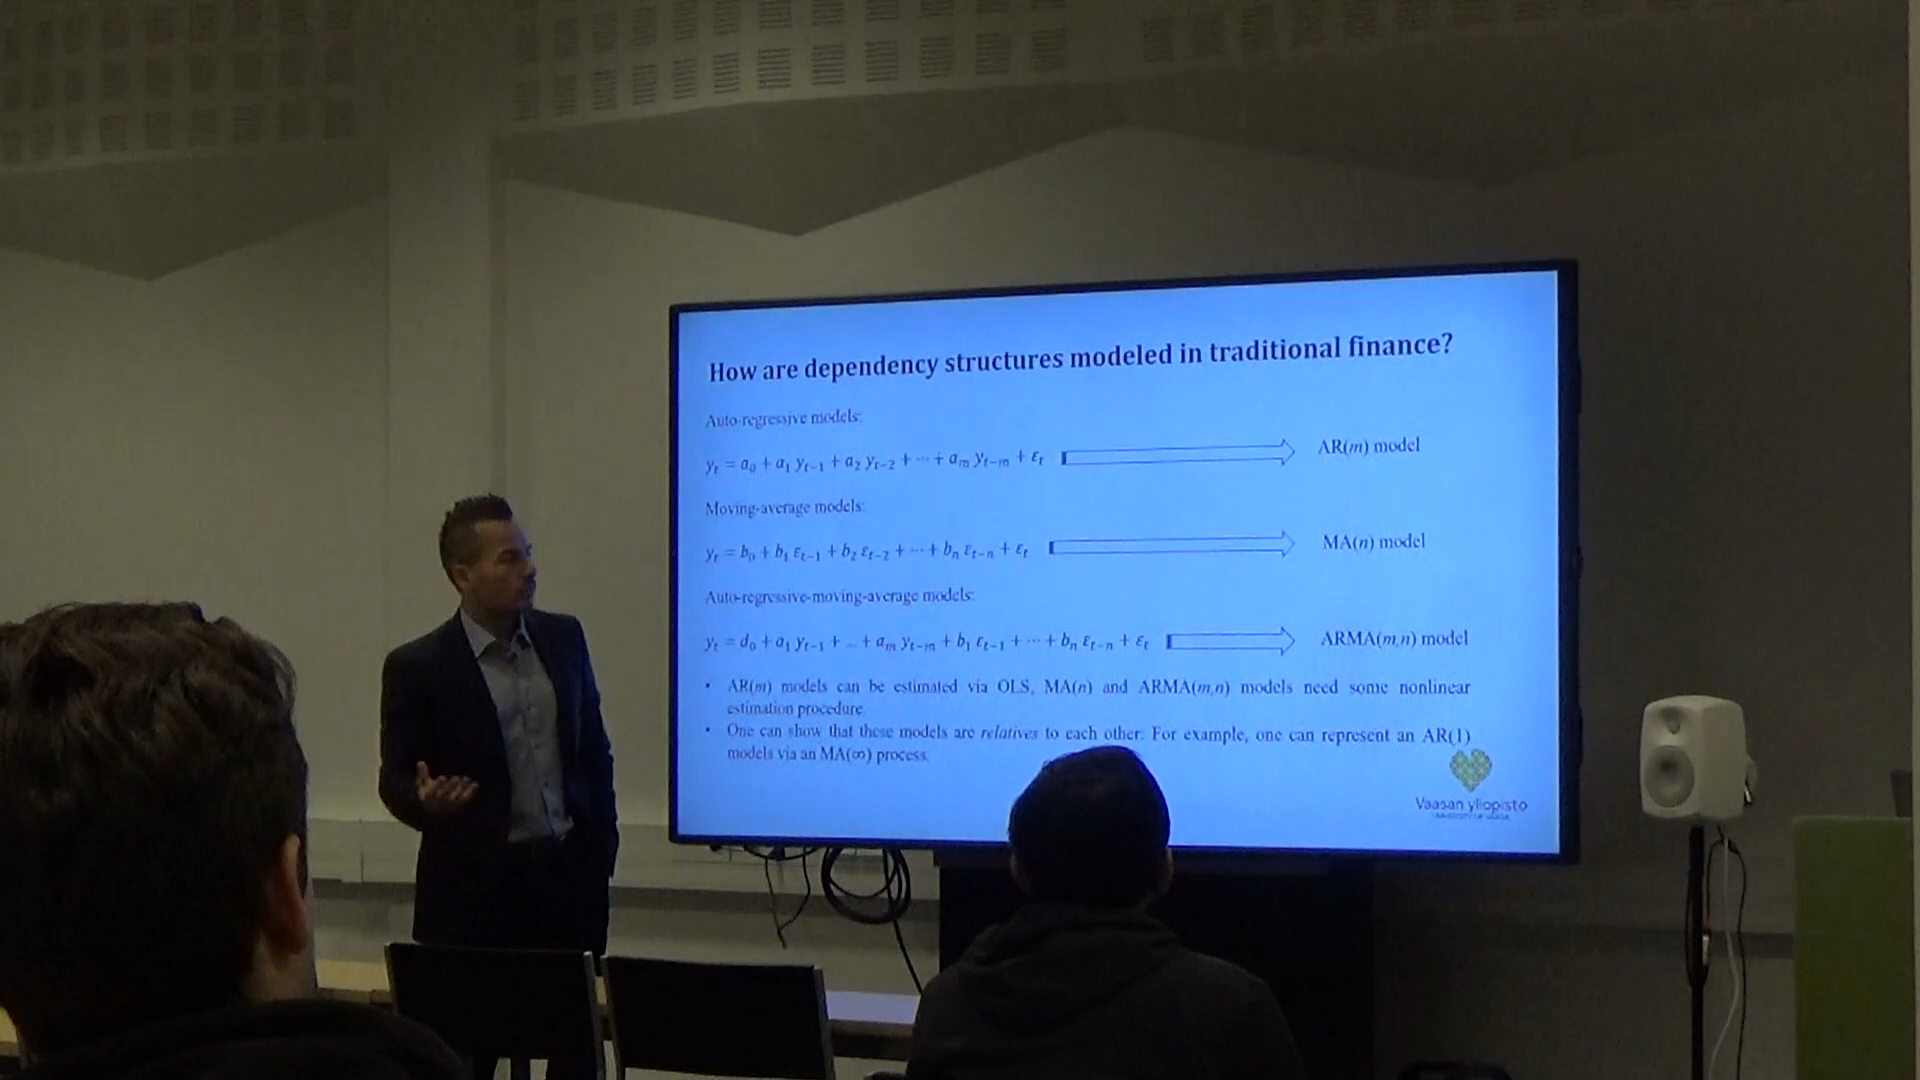 How are dependency structures modeled in traditional finance?
Auto-regressive models:
yₜ = a₀ + a₁ yₜ₋₁ + a₂ yₜ₋₂ + ⋯ + aₘ yₜ₋ₘ + εₜ
AR(m) model
Moving-average models:
yₜ = b₀ + b₁ εₜ₋₁ + b₂ εₜ₋₂ + ⋯ + bₙ εₜ₋ₙ + εₜ
MA(n) model
Auto-regressive-moving-average models:
yₜ = d₀ + a₁ yₜ₋₁ + .. + aₘ yₜ₋ₘ + b₁ εₜ₋₁ + ⋯ + bₙ εₜ₋ₙ + εₜ
ARMA(m,n) model
• AR(m) models can be estimated via OLS, MA(n) and ARMA(m,n) models need some nonlinear
estimation procedure.
• One can show that these models are relatives to each other: For example, one can represent an AR(1)
models via an MA(∞) process.
Vaasan yliopisto
UNIVERSITY OF VAASA